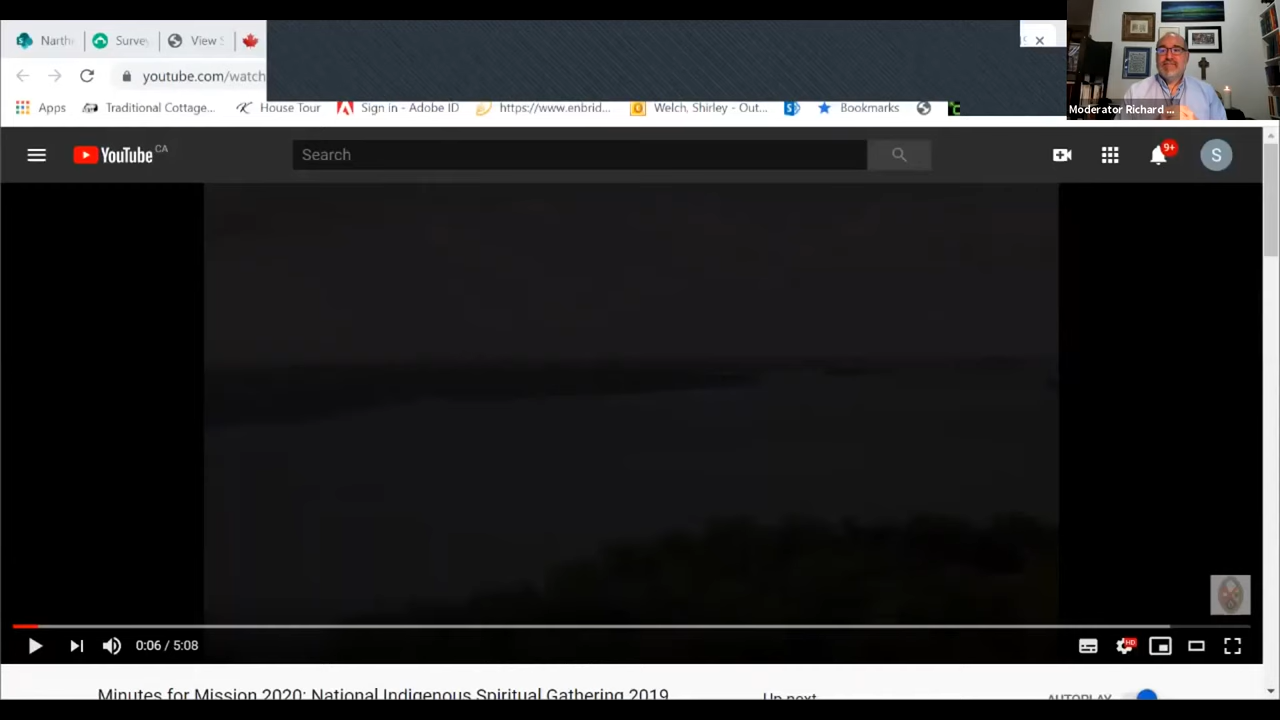 Narth
Surve
View S
youtube.com/watch
Moderator Richard ...
Apps
Traditional Cottage...
House Tour
Sign in - Adobe ID
https://www.enbrid...
Welch, Shirley - Out...
Bookmarks
YouTube CA
Search
9+
S
0:06 / 5:08
HD
Minutes for Mission 2020: National Indigenous Spiritual Gathering 2019
Up next
AUTOPLAY